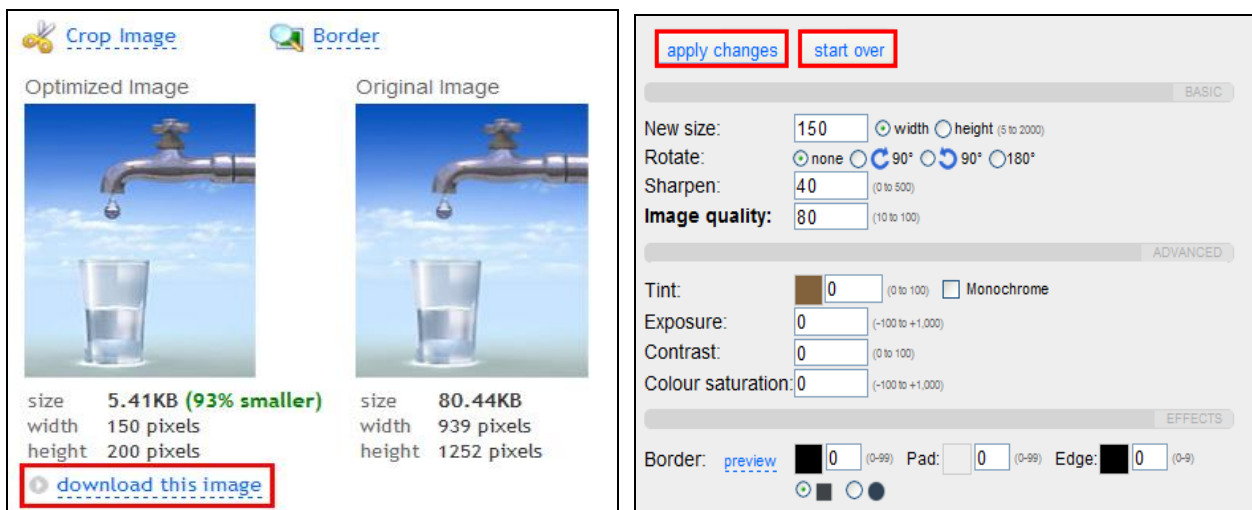 Crop Image Border
Optimized Image Original Image
size 5.41KB (93% smaller) size 80.44KB
width 150 pixels width 939 pixels
height 200 pixels height 1252 pixels
download this image
apply changes start over
BASIC
New size: 150 width height (5 to 2000)
Rotate: none 90° 90° 180°
Sharpen: 40 (0 to 500)
Image quality: 80 (10 to 100)
ADVANCED
Tint: 0 (0 to 100) Monochrome
Exposure: 0 (-100 to +1,000)
Contrast: 0 (0 to 100)
Colour saturation: 0 (-100 to +1,000)
EFFECTS
Border: preview 0 (0-99) Pad: 0 (0-99) Edge: 0 (0-9)